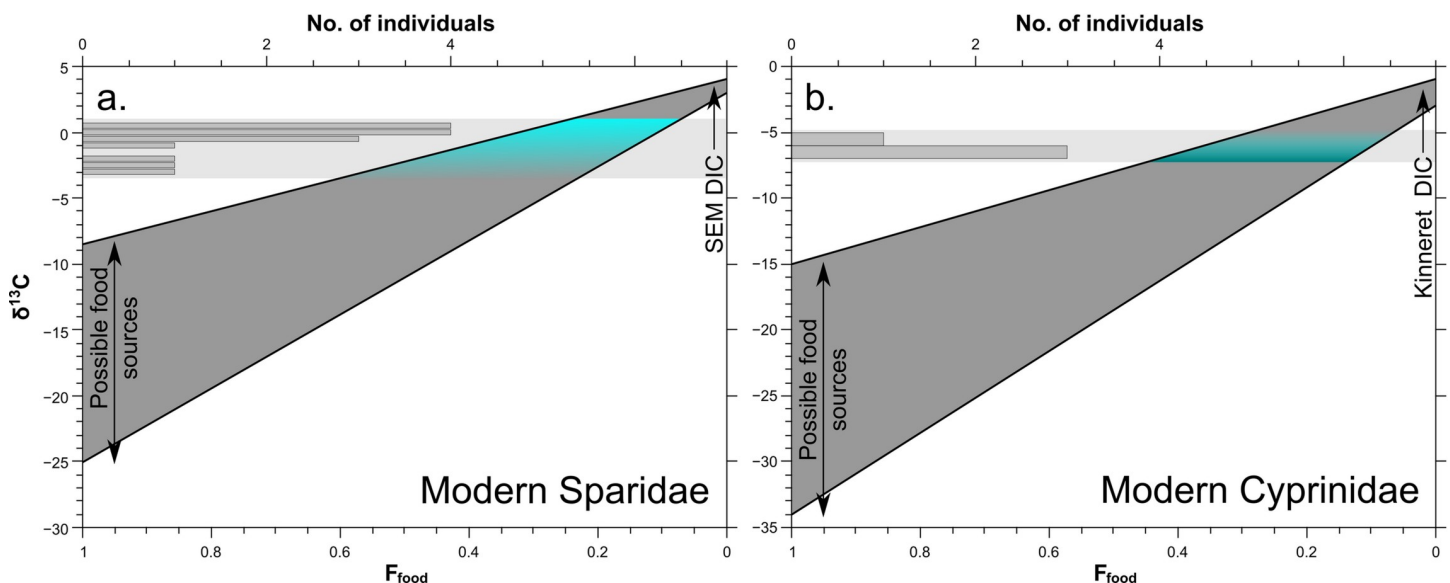 No. of individuals
0 2 4
5
a.
0
−5
−10
−15
−20
−25
−30
δ¹³C
Possible food
sources
SEM DIC
Modern Sparidae
1 0.8 0.6 0.4 0.2 0
F_food
No. of individuals
0 2 4
0
b.
−5
−10
−15
−20
−25
−30
−35
Possible food
sources
Kinneret DIC
Modern Cyprinidae
1 0.8 0.6 0.4 0.2 0
F_food